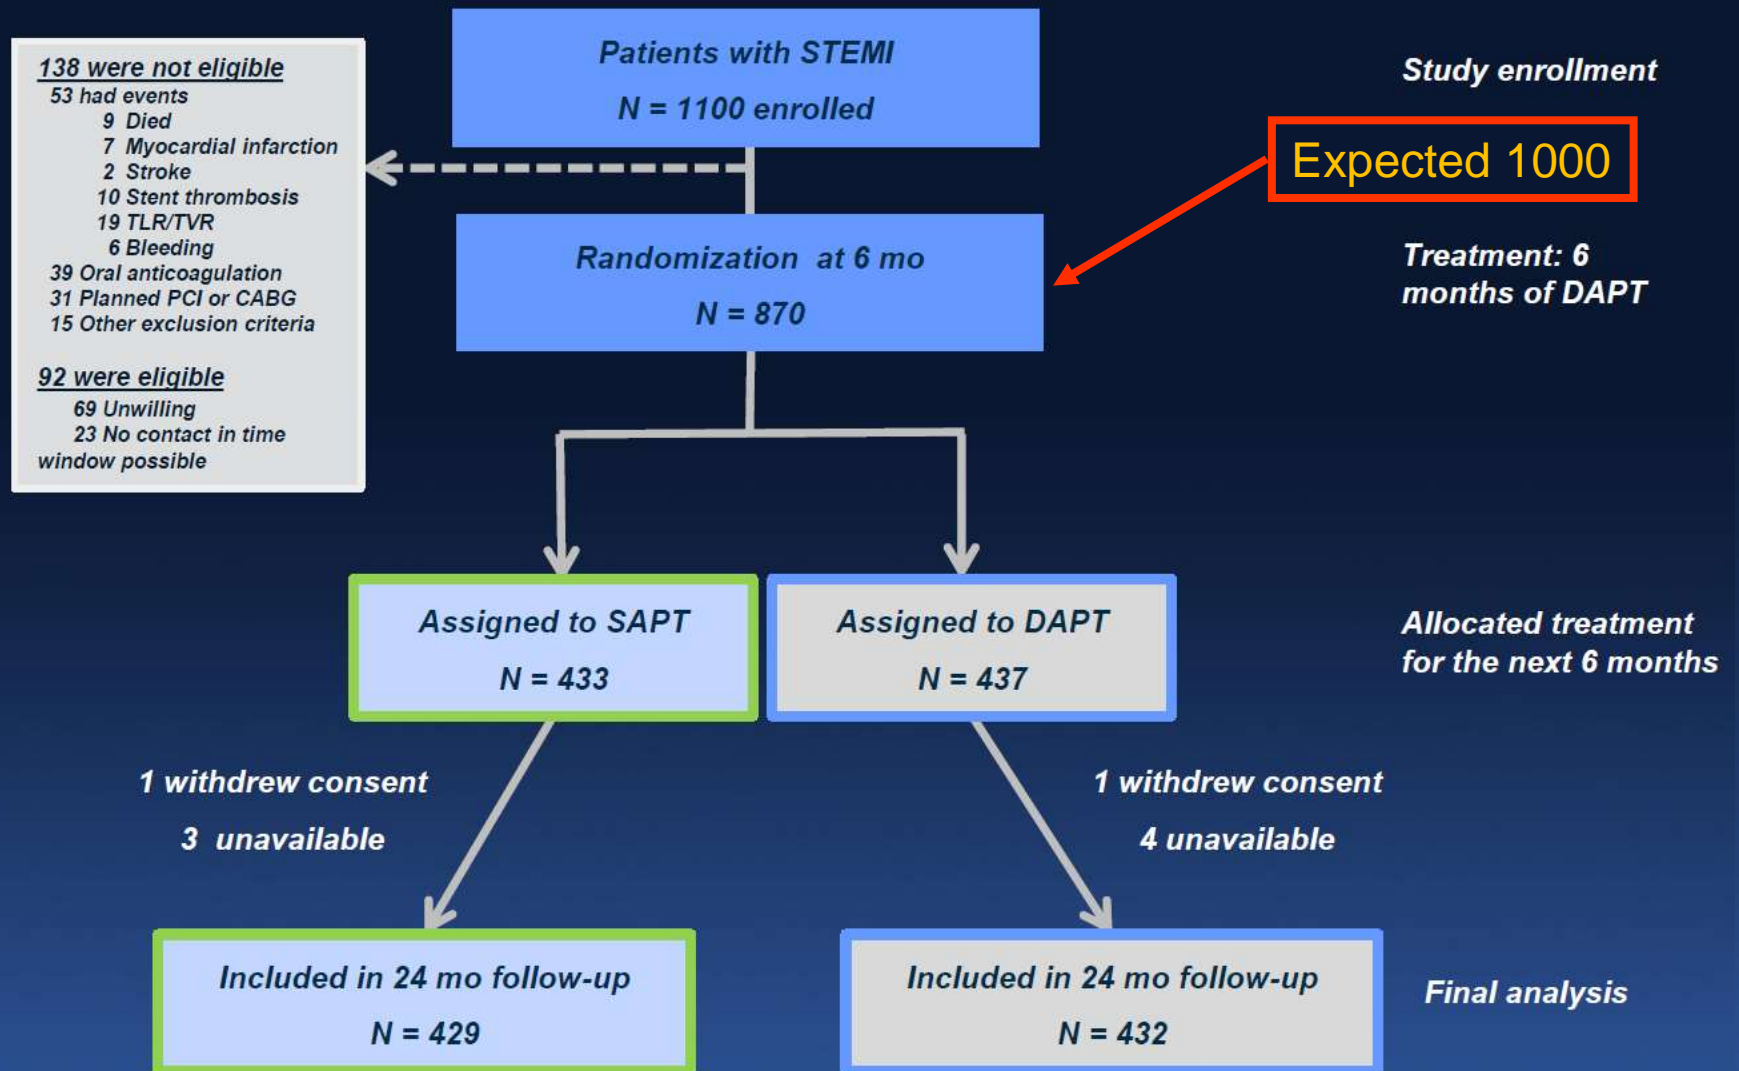 Patients with STEMI
N = 1100 enrolled
Study enrollment
138 were not eligible
53 had events
9 Died
7 Myocardial infarction
2 Stroke
10 Stent thrombosis
19 TLR/TVR
6 Bleeding
39 Oral anticoagulation
31 Planned PCI or CABG
15 Other exclusion criteria
92 were eligible
69 Unwilling
23 No contact in time
window possible
Expected 1000
Randomization at 6 mo
N = 870
Treatment: 6
months of DAPT
Assigned to SAPT
N = 433
Assigned to DAPT
N = 437
Allocated treatment
for the next 6 months
1 withdrew consent
3 unavailable
1 withdrew consent
4 unavailable
Included in 24 mo follow-up
N = 429
Included in 24 mo follow-up
N = 432
Final analysis